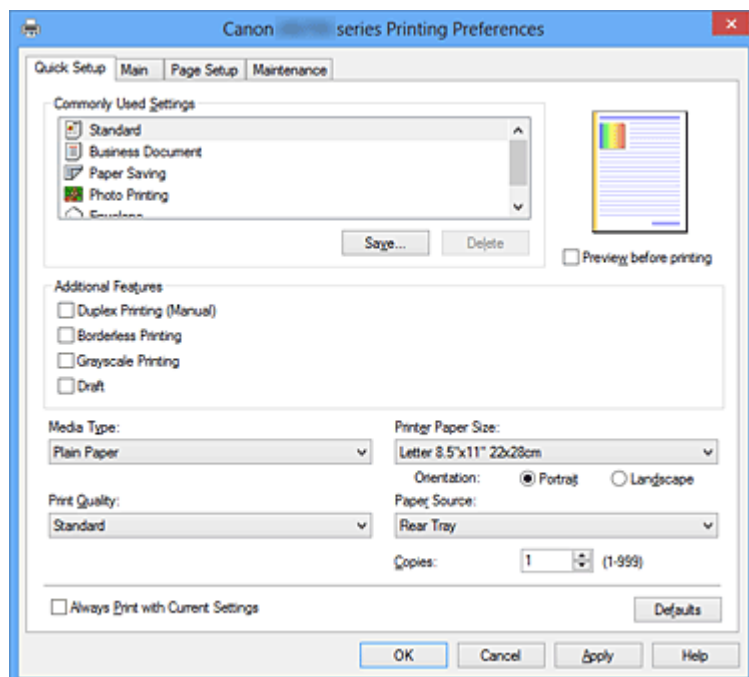 Canon series Printing Preferences
Quick Setup Main Page Setup Maintenance
Commonly Used Settings
Standard
Business Document
Paper Saving
Photo Printing
Envelope
Save... Delete
Preview before printing
Additional Features
Duplex Printing (Manual)
Borderless Printing
Grayscale Printing
Draft
Media Type:
Plain Paper
Printer Paper Size:
Letter 8.5"x11" 22x28cm
Orientation: Portrait Landscape
Print Quality:
Standard
Paper Source:
Rear Tray
Copies: 1 (1-999)
Always Print with Current Settings
Defaults
OK Cancel Apply Help